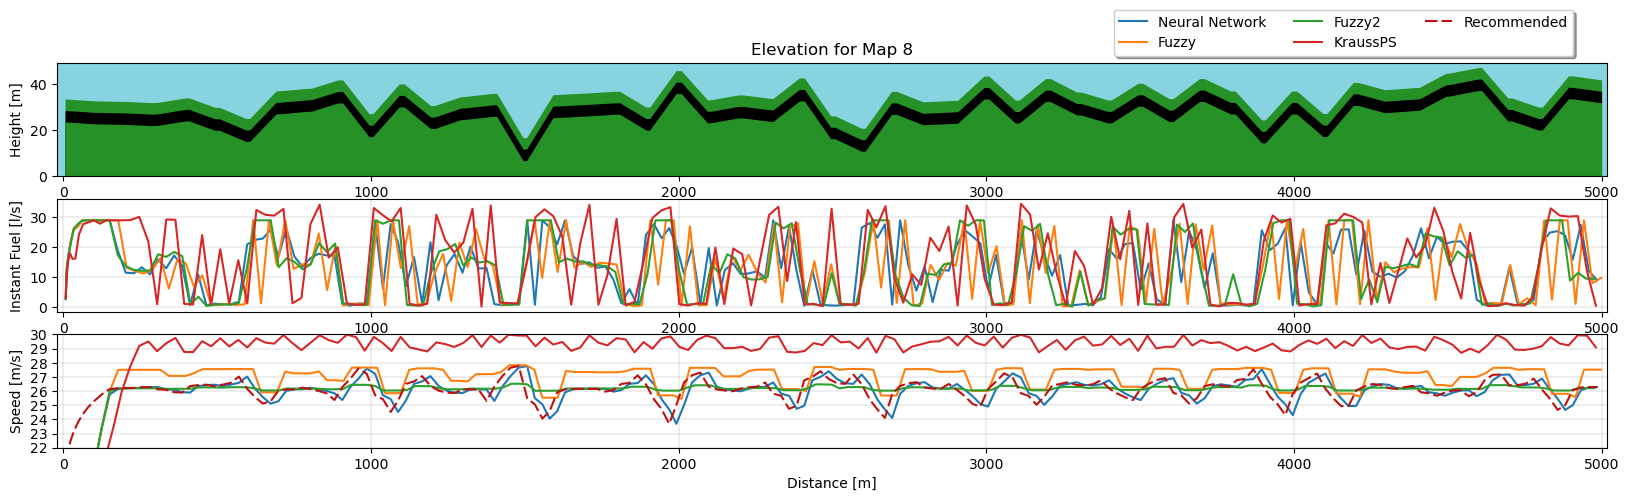 Neural Network Fuzzy2 Recommended
Fuzzy KraussPS
Elevation for Map 8
Height [m]
40
20
0
0 1000 2000 3000 4000 5000
Instant Fuel [l/s]
30
20
10
0
0 1000 2000 3000 4000 5000
Speed [m/s]
30
29
28
27
26
25
24
23
22
0 1000 2000 3000 4000 5000
Distance [m]